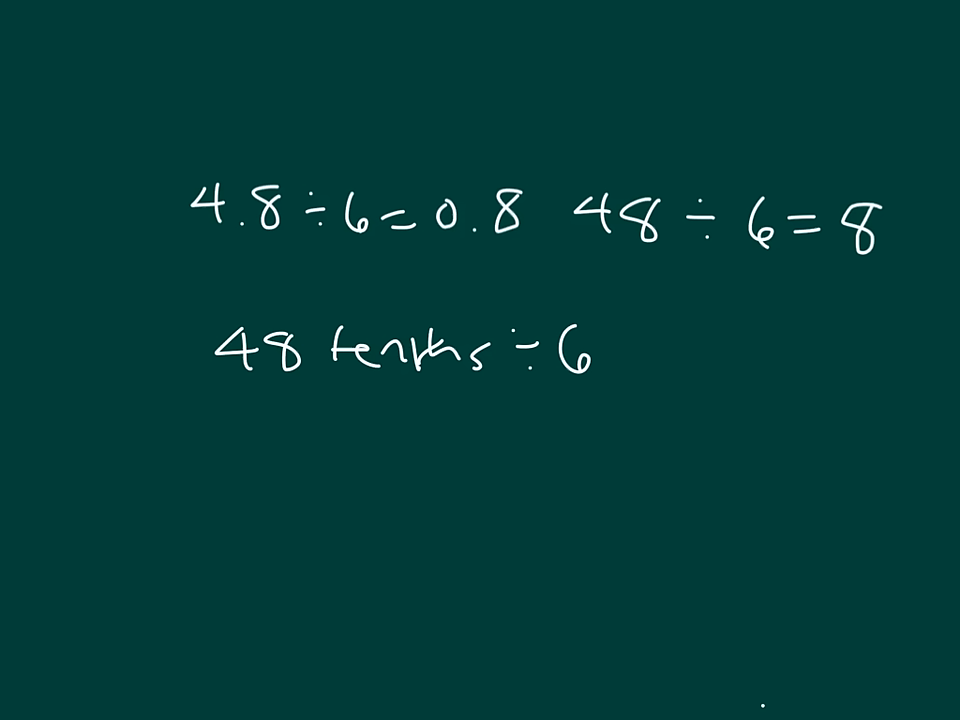 4.8 ÷ 6 = 0.8 48 ÷ 6 = 8
48 tenths ÷ 6